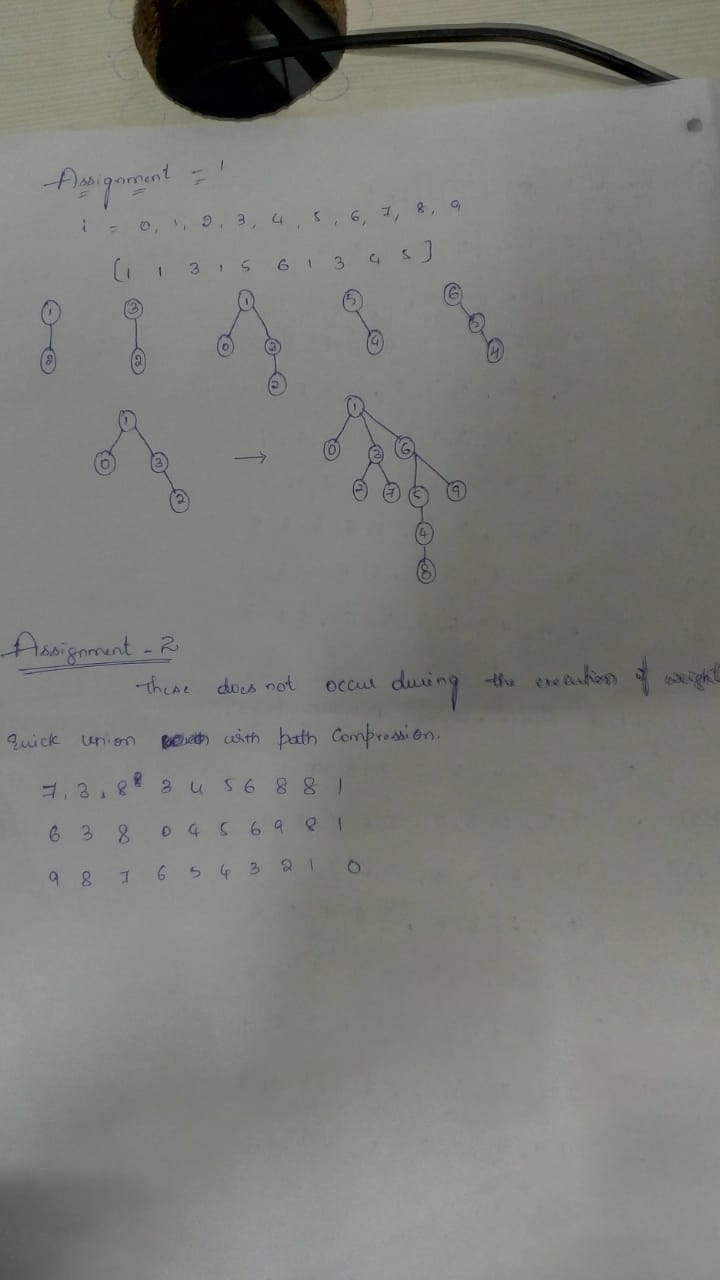 Assignment = 1
i = 0, 1, 2, 3, 4, 5, 6, 7, 8, 9
[1 1 3 1 5 6 1 3 4 5]
1 3 1 5 6
2 2 0 3 2 4 5 4
1
0 3 2
→
1
0 3 6
2 7 5 9
4
8
Assignment - 2
These does not occur during the execution of
Quick union with path Compression.
7, 3, 8 3 4 5 6 8 8 1
6 3 8 0 4 5 6 9 8 1
9 8 7 6 5 4 3 2 1 0